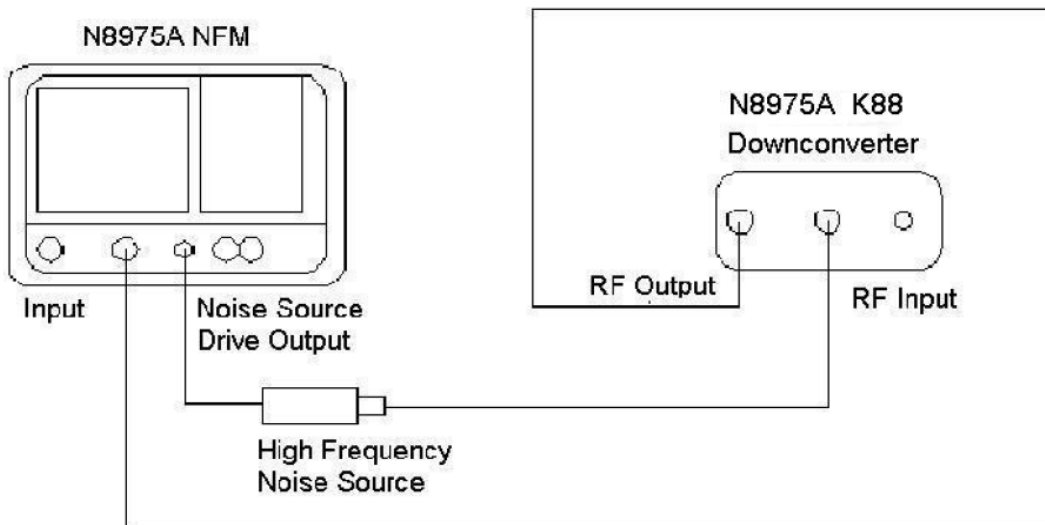 N8975A NFM
N8975A K88
Downconverter
RF Output
RF Input
Input
Noise Source
Drive Output
High Frequency
Noise Source